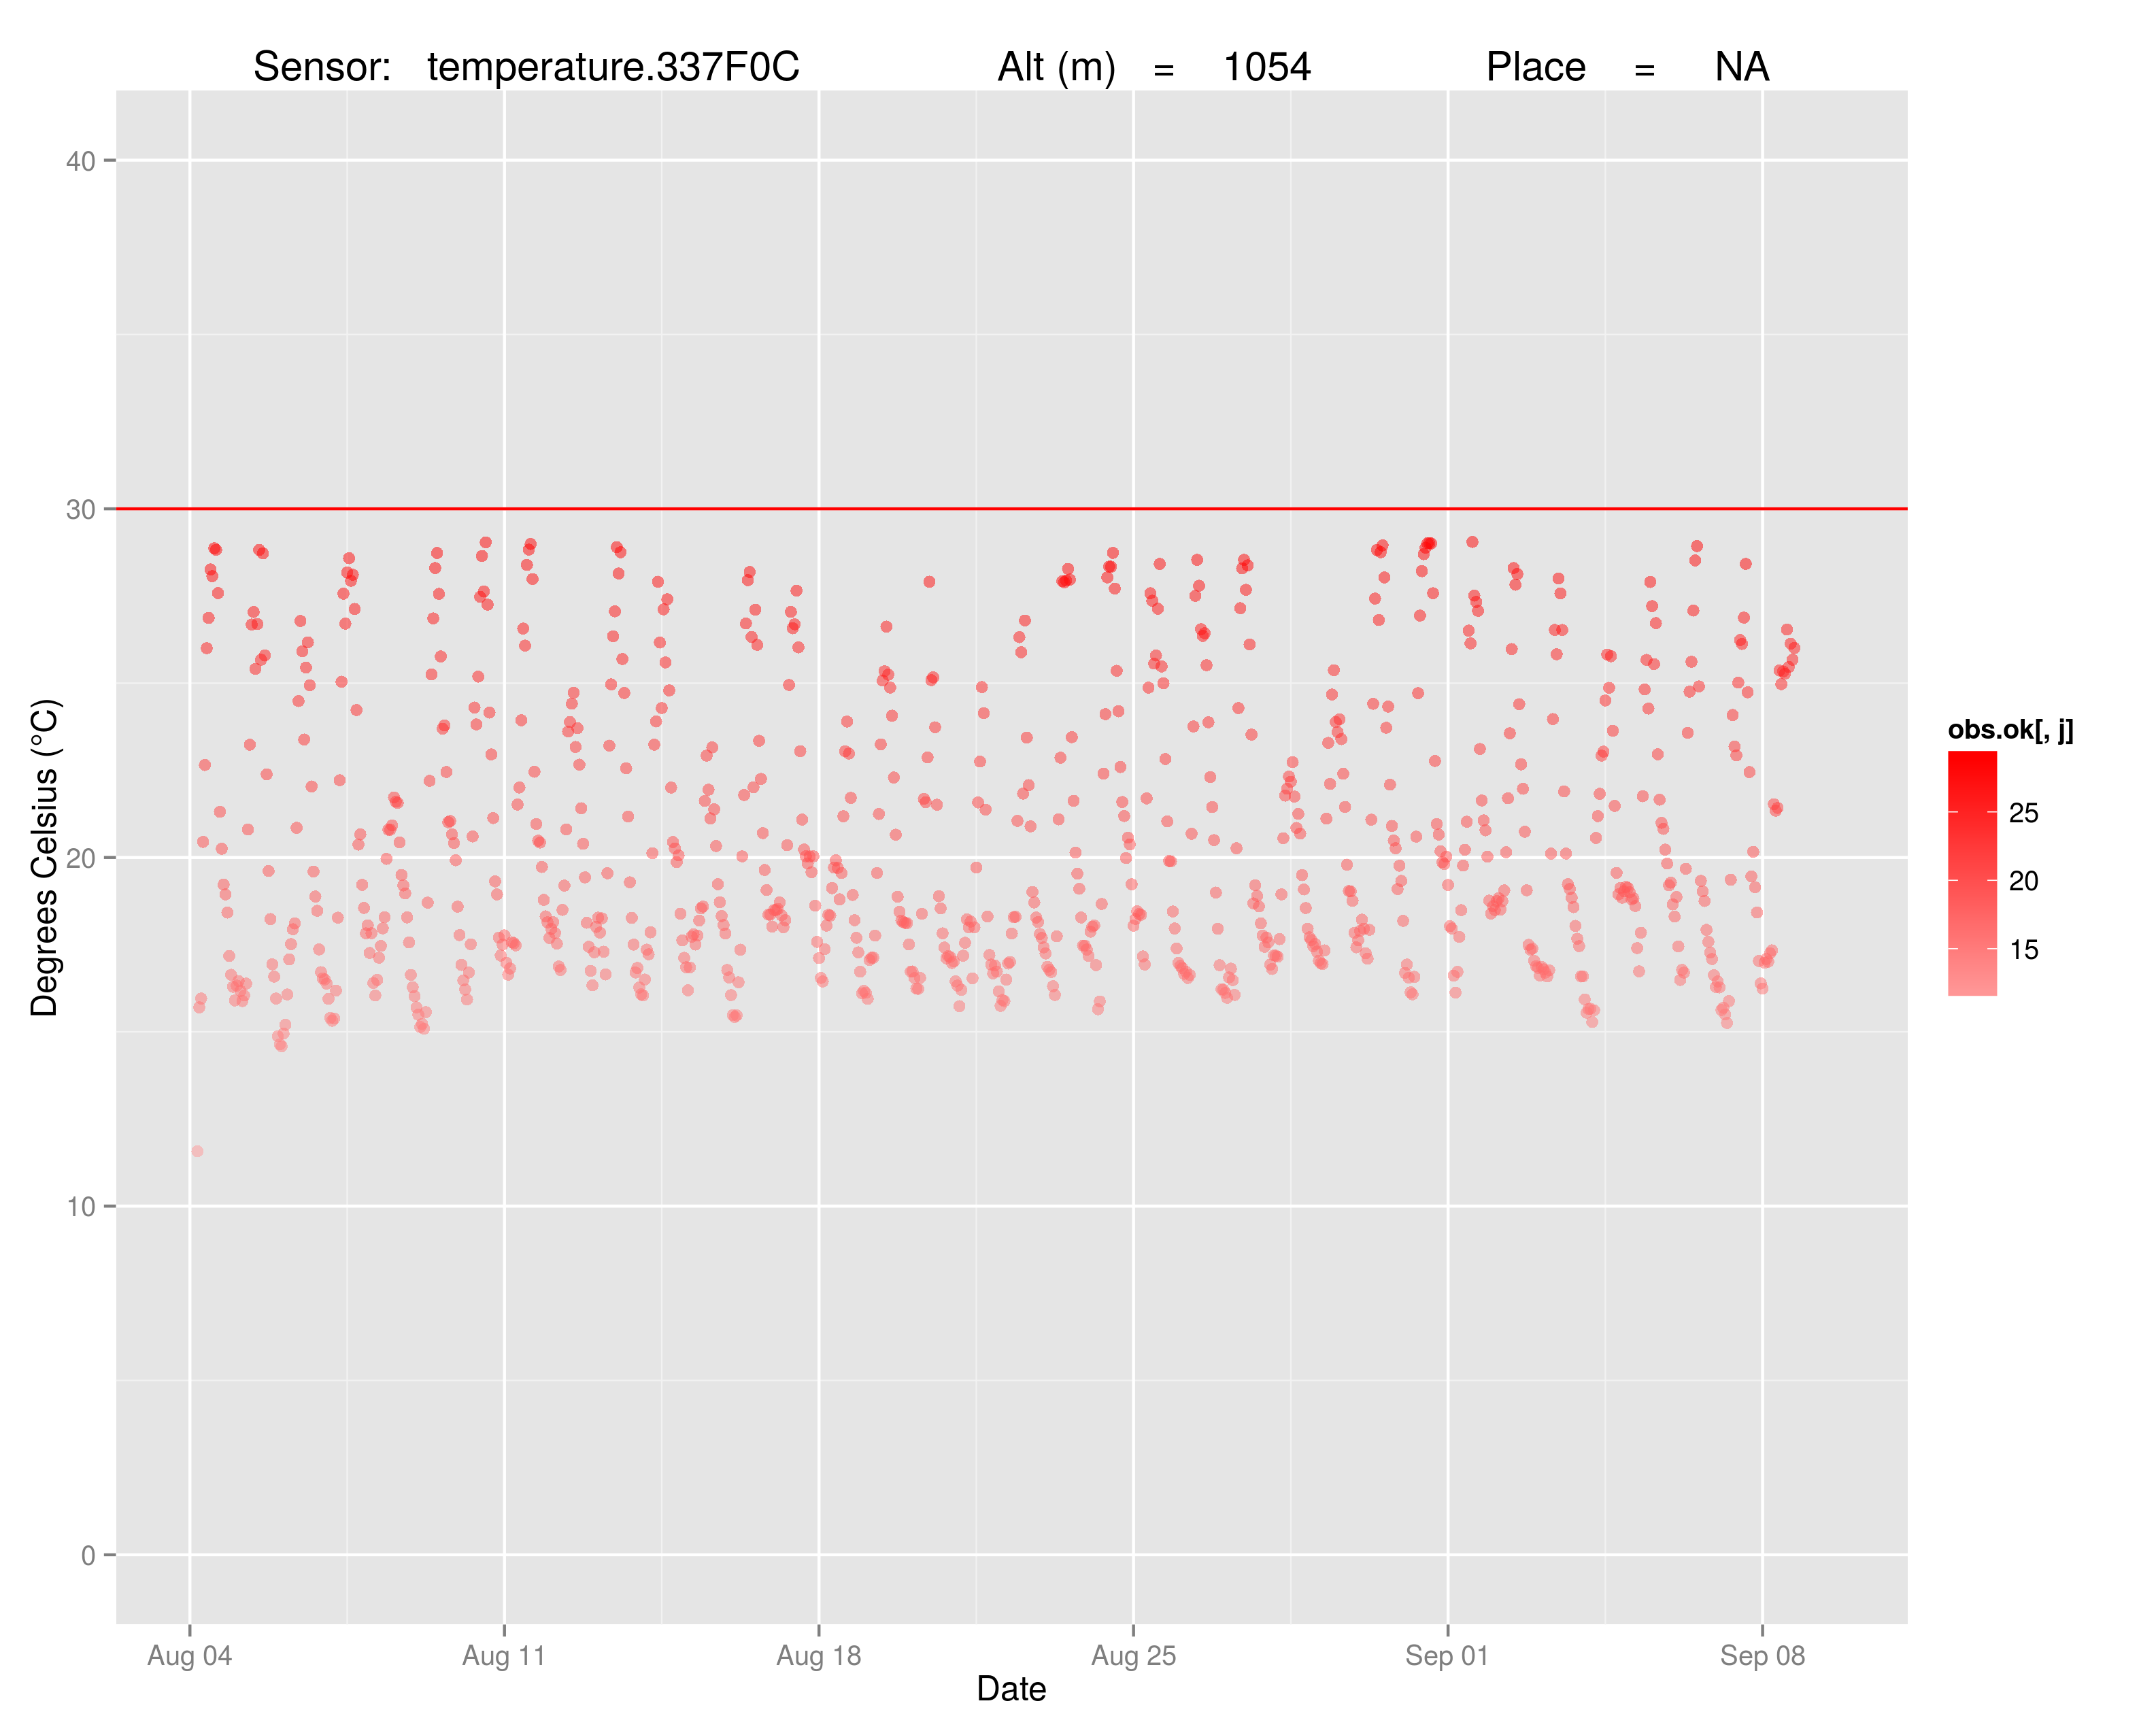 Sensor: temperature.337F0C Alt (m) = 1054 Place = NA
40
30
20
10
0
Degrees Celsius (°C)
Aug 04 Aug 11 Aug 18 Aug 25 Sep 01 Sep 08
Date
obs.ok[, j]
25
20
15